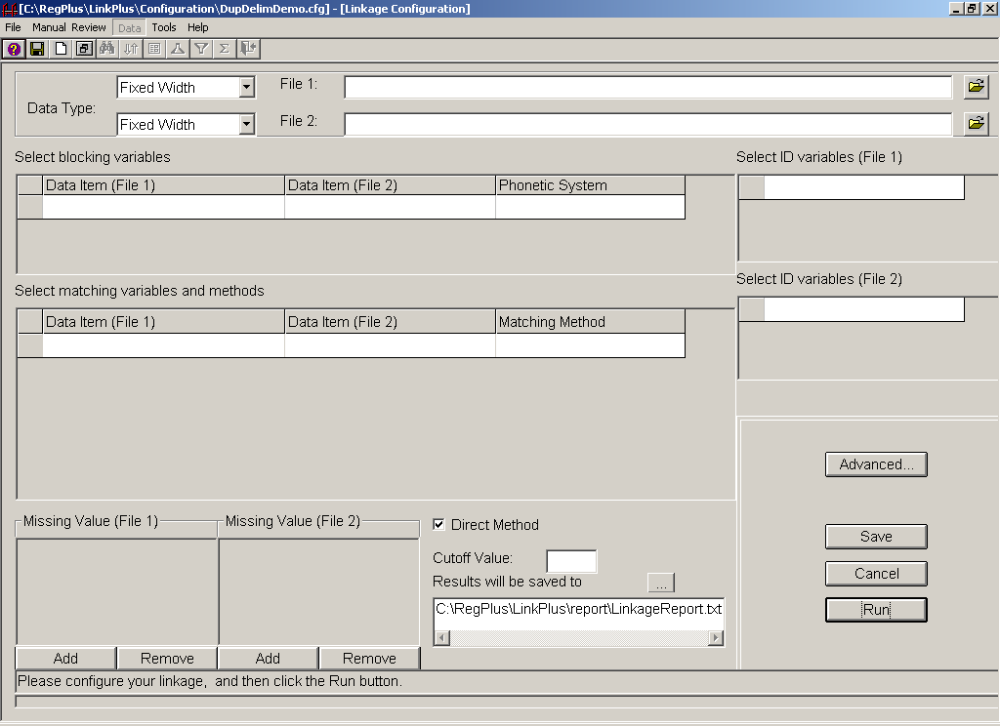 [C:\RegPlus\LinkPlus\Configuration\DupDelimDemo.cfg] - [Linkage Configuration]
File Manual Review Data Tools Help
Data Type:
Fixed Width
File 1:
Fixed Width
File 2:
Select blocking variables
Data Item (File 1) Data Item (File 2) Phonetic System
Select ID variables (File 1)
Select ID variables (File 2)
Select matching variables and methods
Data Item (File 1) Data Item (File 2) Matching Method
Missing Value (File 1) Missing Value (File 2)
Add Remove Add Remove
Direct Method
Cutoff Value:
Results will be saved to ...
C:\RegPlus\LinkPlus\report\LinkageReport.txt
Advanced...
Save
Cancel
Run
Please configure your linkage, and then click the Run button.